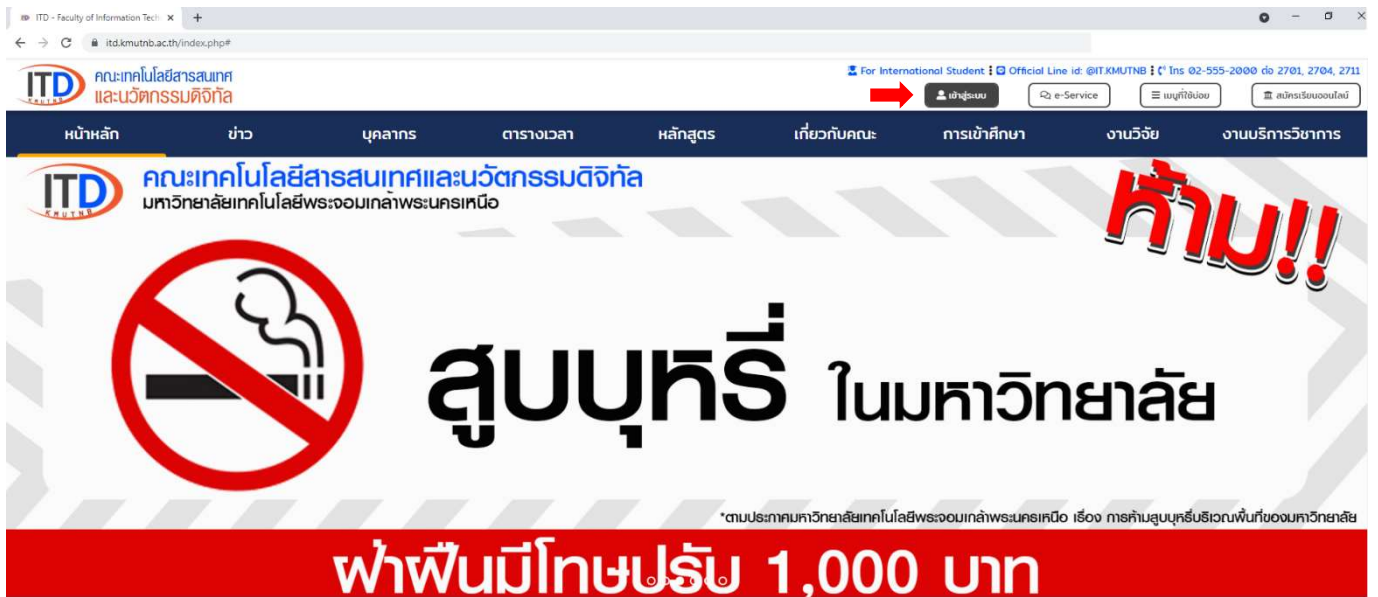 ITD - Faculty of Information Tech
itd.kmutnb.ac.th/index.php#
ITD
KMUTNB
คณะเทคโนโลยีสารสนเทศ
และนวัตกรรมดิจิทัล
For International Student Official Line id: @IT.KMUTNB โทร 02-555-2000 ต่อ 2701, 2704, 2711
เข้าสู่ระบบ e-Service เมนูที่ใช้บ่อย สมัครเรียนออนไลน์
หน้าหลัก ข่าว บุคลากร ตารางเวลา หลักสูตร เกี่ยวกับคณะ การเข้าศึกษา งานวิจัย งานบริการวิชาการ
ITD
KMUTNB
คณะเทคโนโลยีสารสนเทศและนวัตกรรมดิจิทัล
มหาวิทยาลัยเทคโนโลยีพระจอมเกล้าพระนครเหนือ
ห้าม!!
สูบบุหรี่ ในมหาวิทยาลัย
*ตามประกาศมหาวิทยาลัยเทคโนโลยีพระจอมเกล้าพระนครเหนือ เรื่อง การห้ามสูบบุหรี่บริเวณพื้นที่ของมหาวิทยาลัย
ฝ่าฝืนมีโทษปรับ 1,000 บาท